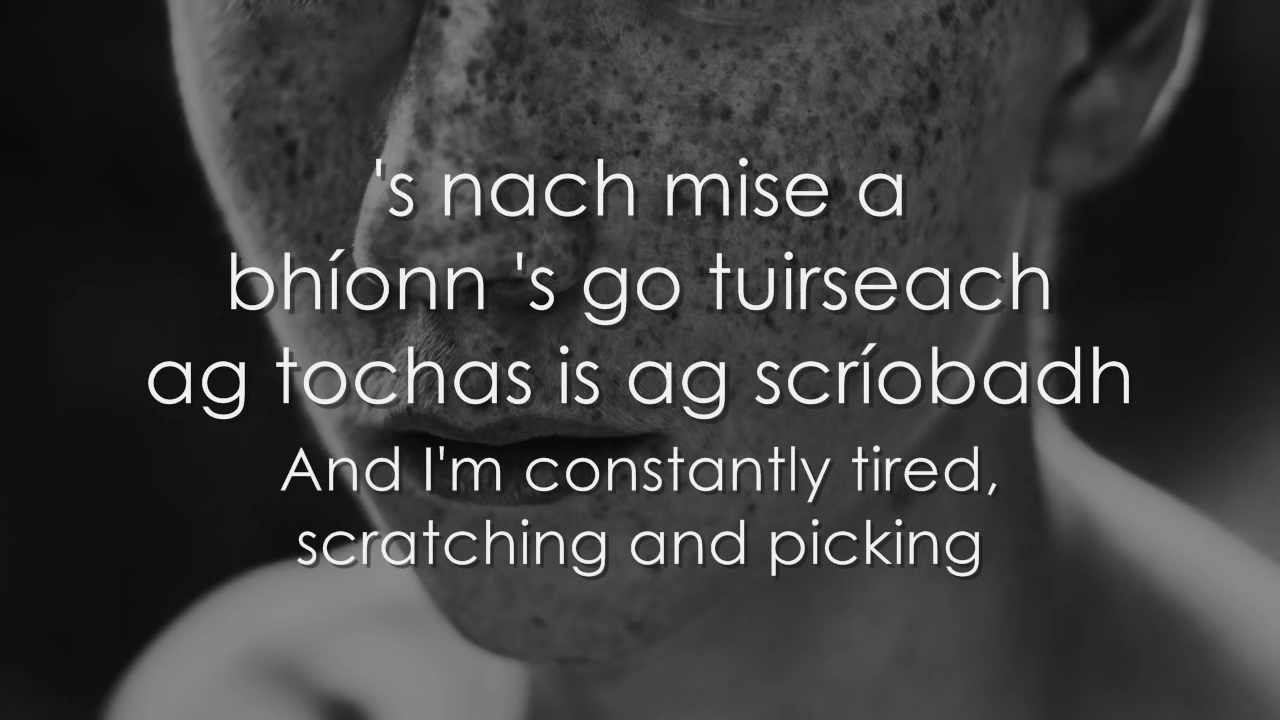 's nach mise a
bhíonn 's go tuirseach
ag tochas is ag scríobadh
And I'm constantly tired,
scratching and picking